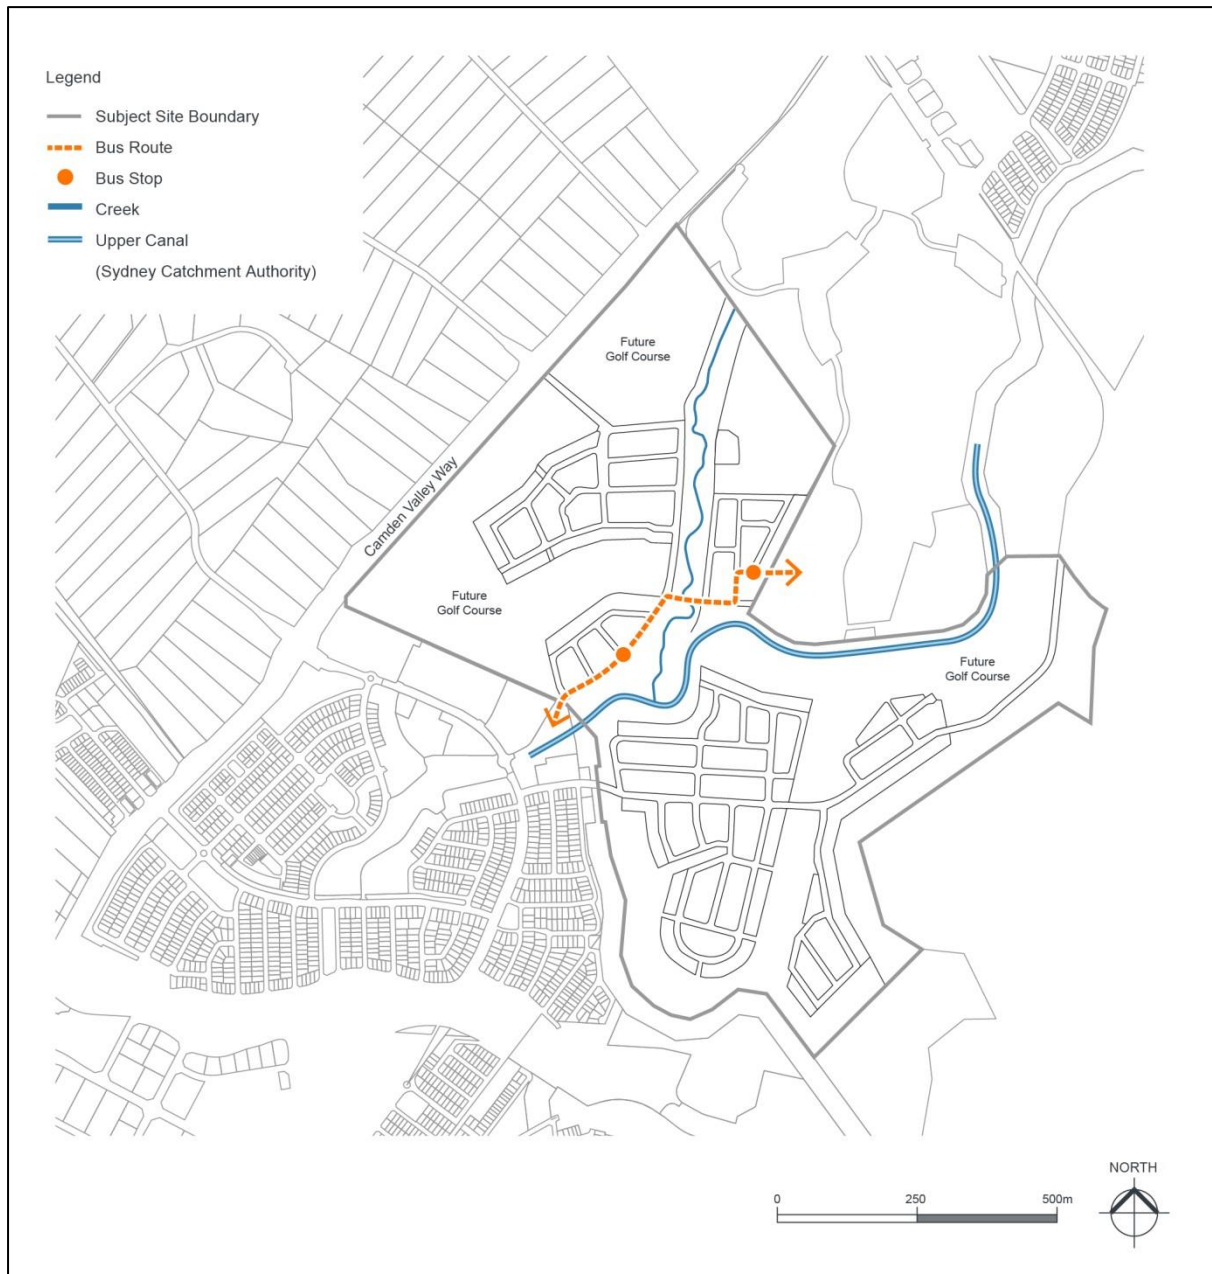 Legend
Subject Site Boundary
Bus Route
Bus Stop
Creek
Upper Canal
(Sydney Catchment Authority)
Future
Golf Course
Camden Valley Way
Future
Golf Course
Future
Golf Course
NORTH
0 250 500m